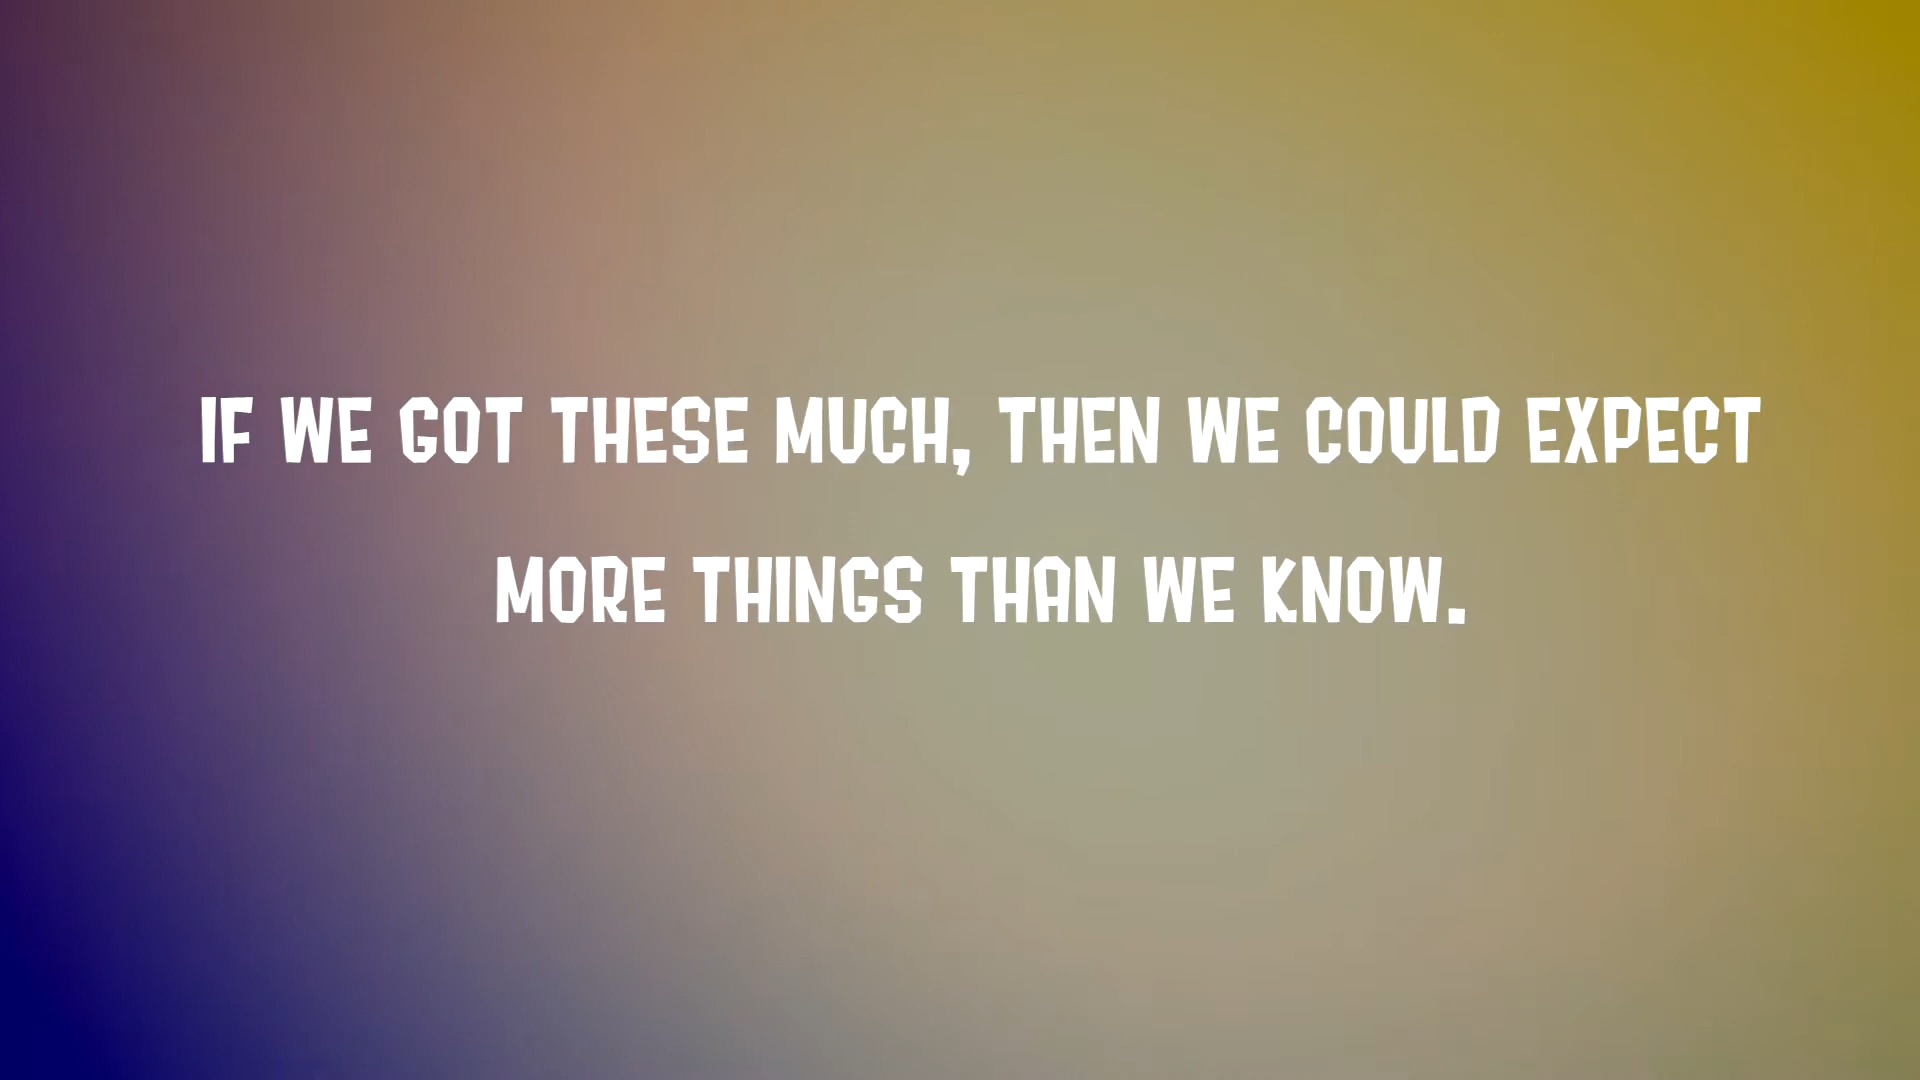 IF WE GOT THESE MUCH, THEN WE COULD EXPECT
MORE THINGS THAN WE KNOW.